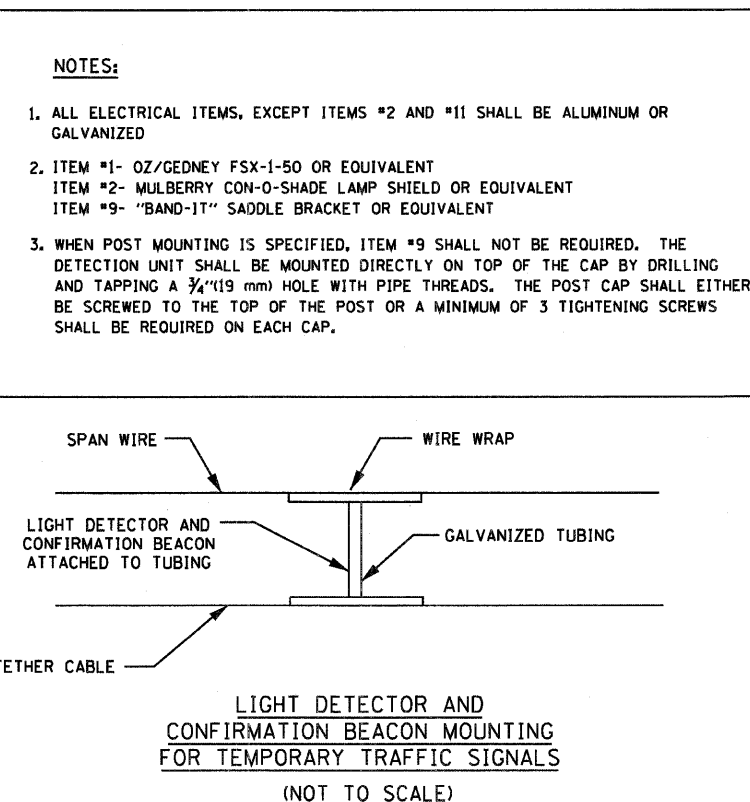 NOTES:
1. ALL ELECTRICAL ITEMS, EXCEPT ITEMS #2 AND #11 SHALL BE ALUMINUM OR
GALVANIZED
2. ITEM #1- OZ/GEDNEY FSX-1-50 OR EQUIVALENT
ITEM #2- MULBERRY CON-O-SHADE LAMP SHIELD OR EQUIVALENT
ITEM #9- "BAND-IT" SADDLE BRACKET OR EQUIVALENT
3. WHEN POST MOUNTING IS SPECIFIED, ITEM #9 SHALL NOT BE REQUIRED. THE
DETECTION UNIT SHALL BE MOUNTED DIRECTLY ON TOP OF THE CAP BY DRILLING
AND TAPPING A ¾"(19 mm) HOLE WITH PIPE THREADS. THE POST CAP SHALL EITHER
BE SCREWED TO THE TOP OF THE POST OR A MINIMUM OF 3 TIGHTENING SCREWS
SHALL BE REQUIRED ON EACH CAP.
SPAN WIRE
WIRE WRAP
LIGHT DETECTOR AND
CONFIRMATION BEACON
ATTACHED TO TUBING
GALVANIZED TUBING
TETHER CABLE
LIGHT DETECTOR AND
CONFIRMATION BEACON MOUNTING
FOR TEMPORARY TRAFFIC SIGNALS
(NOT TO SCALE)